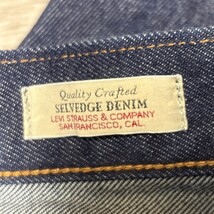 Quality Crafted
SELVEDGE DENIM
LEVI STRAUSS & COMPANY
SAN FRANCISCO, CAL.